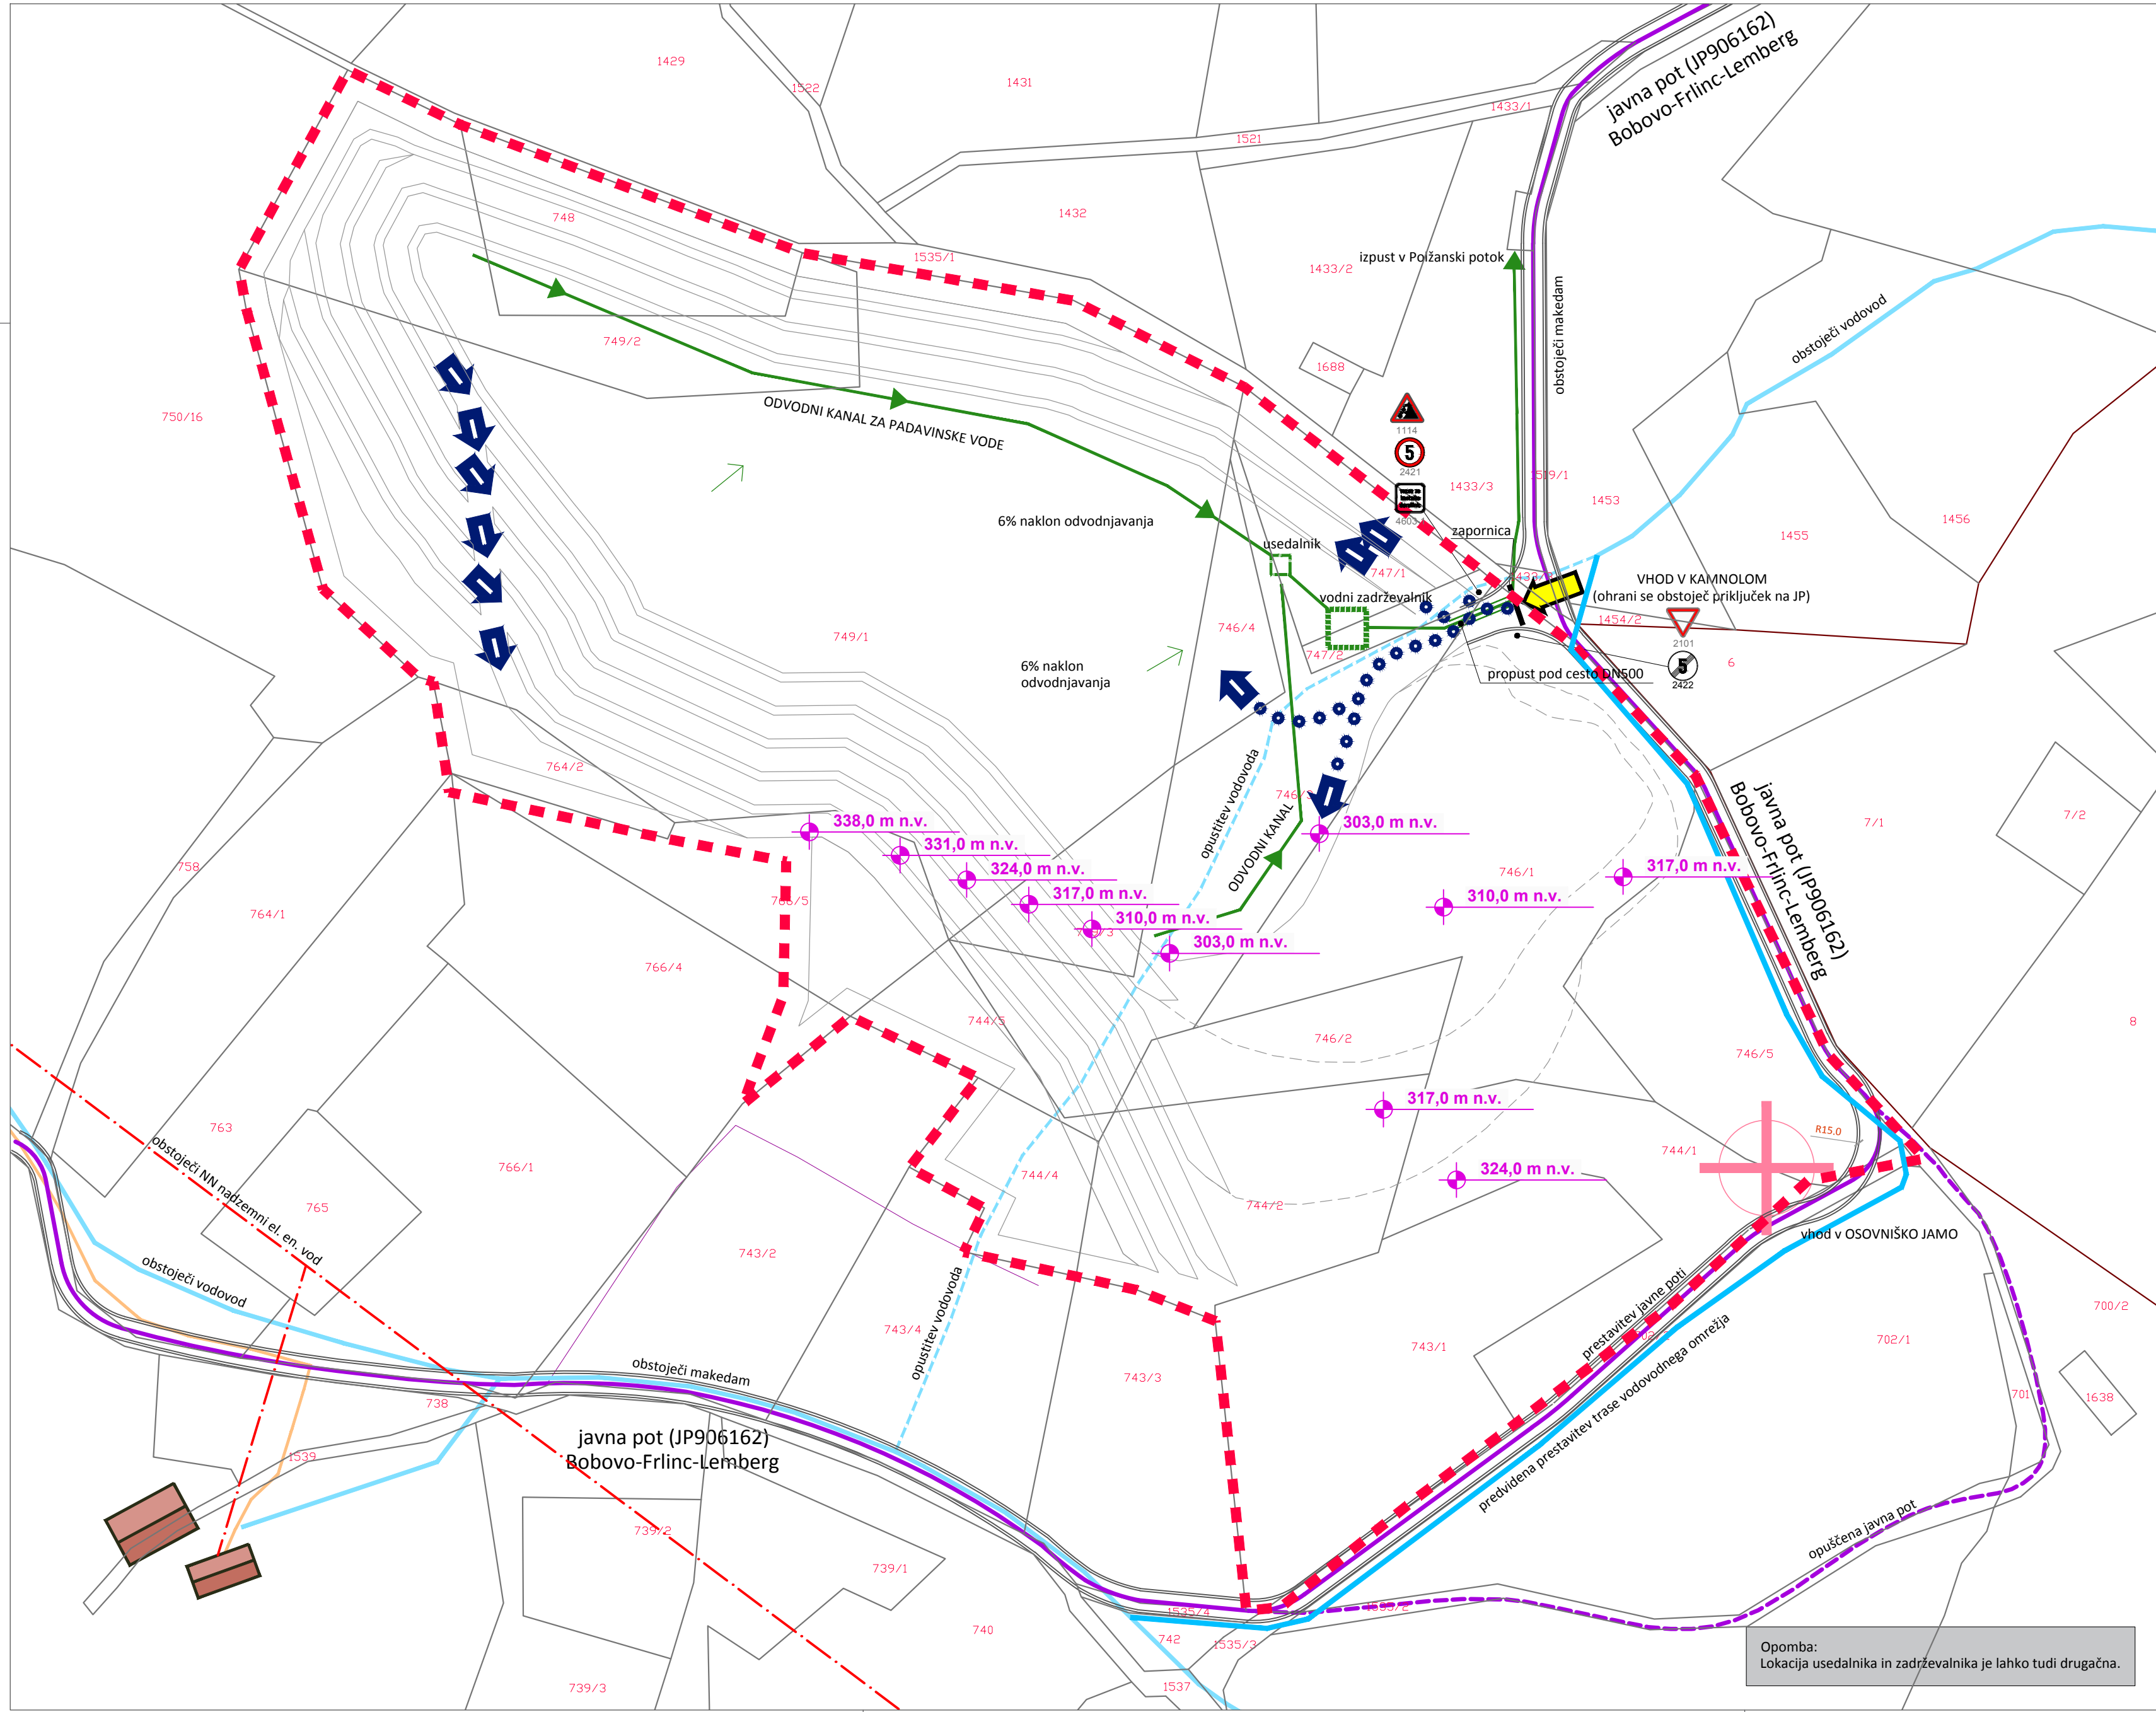 javna pot (JP906162)
Bobovo-Frlinc-Lemberg
1429
1522
1431
1433/1
1521
748
1432
1535/1
1433/2
izpust v Polžanski potok
obstoječi makedam
obstoječi vodovod
749/2
1688
750/16
ODVODNI KANAL ZA PADAVINSKE VODE
1114
5
2421
4603
1433/3
1519/1
1453
1455
1456
6% naklon odvodnjavanja
zapornica
usedalnik
747/1
VHOD V KAMNOLOM
(ohrani se obstoječ priključek na JP)
vodni zadrževalnik
1454/2
2101
746/4
749/1
747/2
6
5
2422
6% naklon
odvodnjavanja
propust pod cesto DN500
764/2
opustitev vodovoda
746/3
ODVODNI KANAL
javna pot (JP906162)
Bobovo-Frlinc-Lemberg
7/1
7/2
338,0 m n.v.
331,0 m n.v.
324,0 m n.v.
317,0 m n.v.
310,0 m n.v.
303,0 m n.v.
303,0 m n.v.
310,0 m n.v.
317,0 m n.v.
746/1
758
764/1
766/5
766/4
744/5
746/2
746/5
8
317,0 m n.v.
324,0 m n.v.
R15.0
744/1
763
obstoječi NN nadzemni el. en. vod
766/1
765
744/4
744/2
743/2
vhod v OSOVNIŠKO JAMO
obstoječi vodovod
opustitev vodovoda
743/4
prestavitev javne poti
predvidena prestavitev trase vodovodnega omrežja
743/1
743/3
702/1
700/2
701
1638
obstoječi makedam
738
javna pot (JP906162)
Bobovo-Frlinc-Lemberg
1539
739/2
739/1
opuščena javna pot
1535/4
1535/2
740
742
1535/3
739/3
1537
Opomba:
Lokacija usedalnika in zadrževalnika je lahko tudi drugačna.